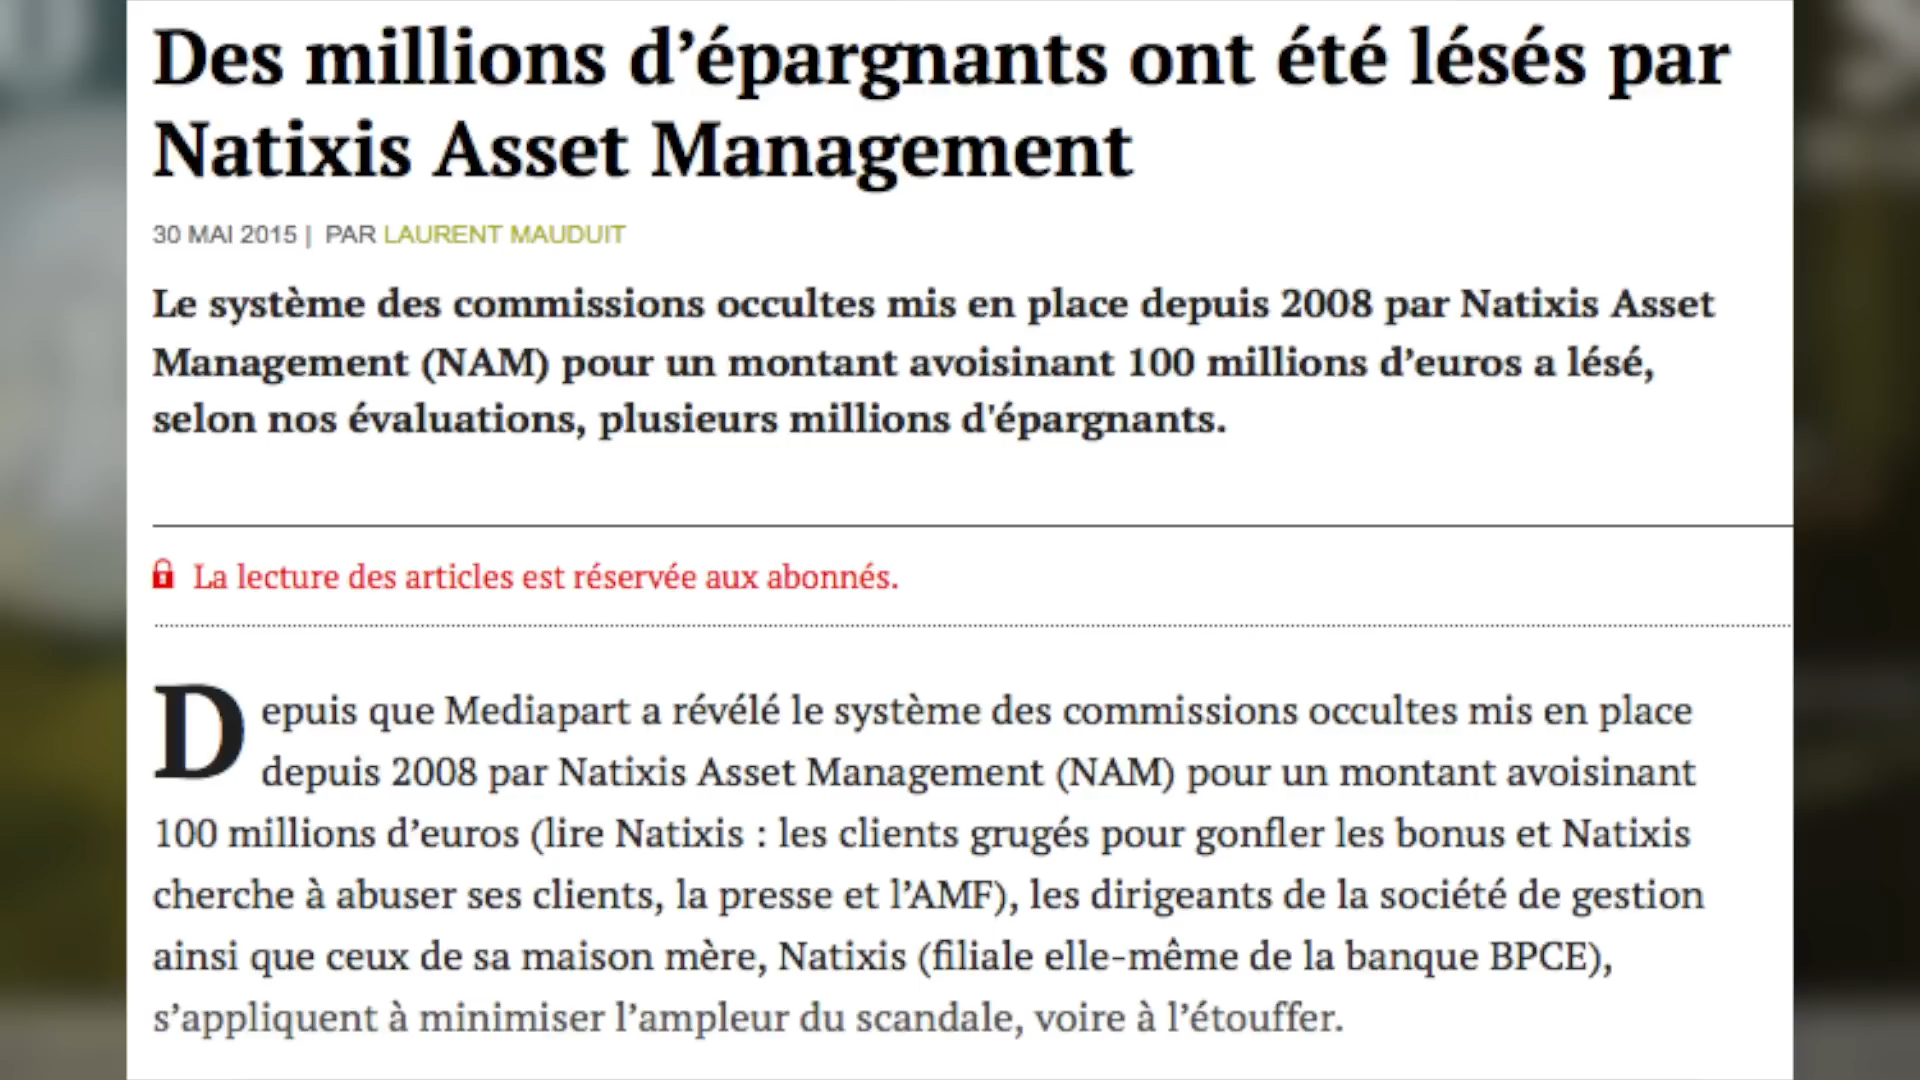 Des millions d’épargnants ont été lésés par
Natixis Asset Management
30 MAI 2015 | PAR LAURENT MAUDUIT
Le système des commissions occultes mis en place depuis 2008 par Natixis Asset
Management (NAM) pour un montant avoisinant 100 millions d’euros a lésé,
selon nos évaluations, plusieurs millions d'épargnants.
La lecture des articles est réservée aux abonnés.
Depuis que Mediapart a révélé le système des commissions occultes mis en place
depuis 2008 par Natixis Asset Management (NAM) pour un montant avoisinant
100 millions d’euros (lire Natixis : les clients grugés pour gonfler les bonus et Natixis
cherche à abuser ses clients, la presse et l’AMF), les dirigeants de la société de gestion
ainsi que ceux de sa maison mère, Natixis (filiale elle-même de la banque BPCE),
s’appliquent à minimiser l’ampleur du scandale, voire à l’étouffer.